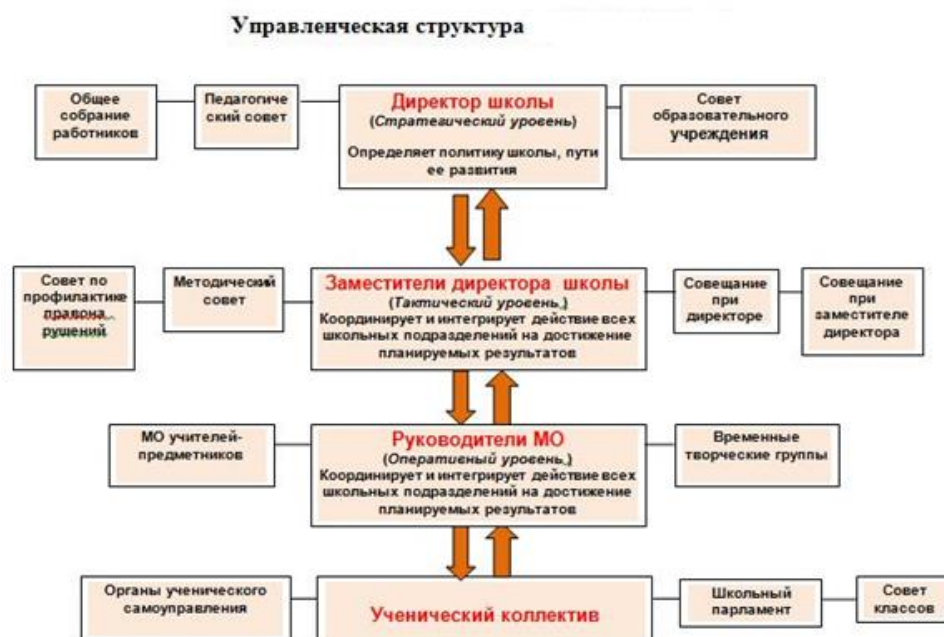 Управленческая структура
Общее
собрание
работников
Педагогиче
ский совет
Директор школы
(Стратегический уровень)
Определяет политику школы, пути
ее развития
Совет
образовательного
учреждения
Совет по
профилактике
правона
рушений
Методический
совет
Заместители директора школы
(Тактический уровень )
Координирует и интегрирует действие всех
школьных подразделений на достижение
планируемых результатов
Совещание
при
директоре
Совещание
при
заместителе
директора
МО учителей-
предметников
Руководители МО
(Оперативный уровень )
Координирует и интегрирует действие всех
школьных подразделений на достижение
планируемых результатов
Временные
творческие группы
Органы ученического
самоуправления
Ученический коллектив
Школьный
парламент
Совет
классов